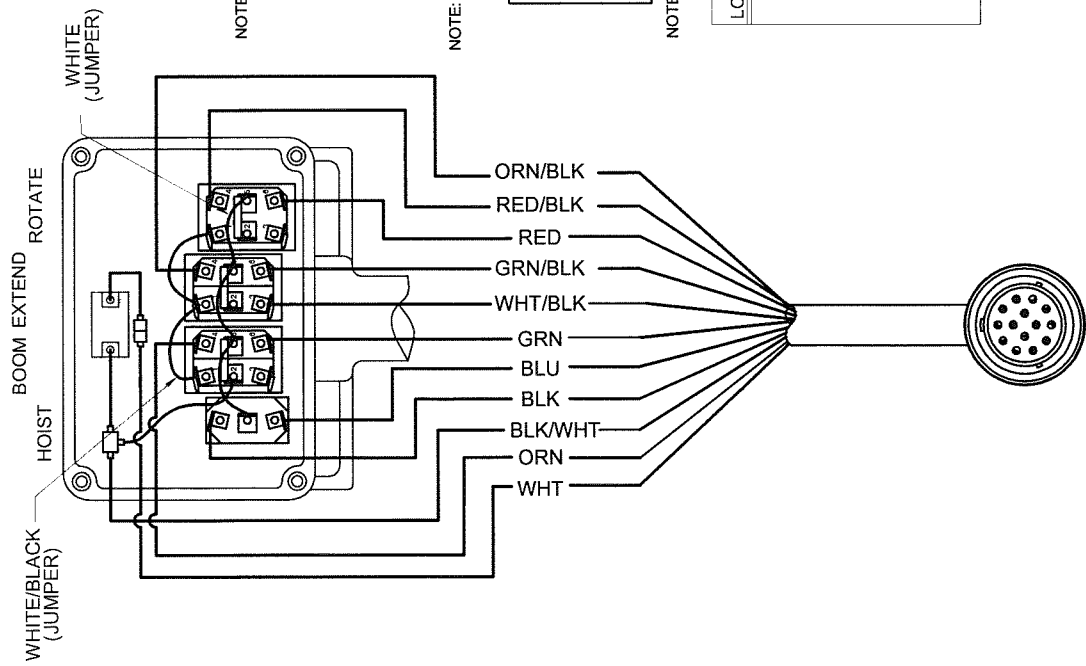 WHITE
(JUMPER)
NOTE
NOTE:
NOTE
LO
BOOM EXTEND
ROTATE
HOIST
WHITE/BLACK
(JUMPER)
ORN/BLK
RED/BLK
RED
GRN/BLK
WHT/BLK
GRN
BLU
BLK
BLK/WHT
ORN
WHT